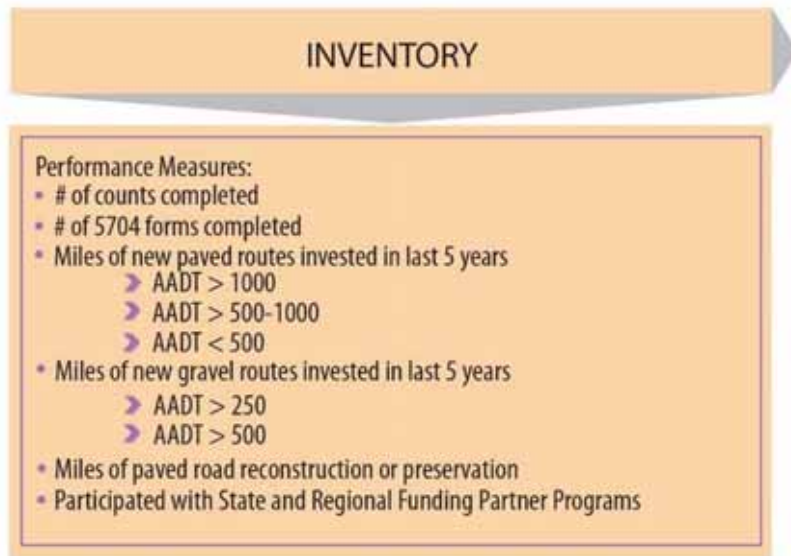 INVENTORY
Performance Measures:
• # of counts completed
• # of 5704 forms completed
• Miles of new paved routes invested in last 5 years
AADT > 1000
AADT > 500-1000
AADT < 500
• Miles of new gravel routes invested in last 5 years
AADT > 250
AADT > 500
• Miles of paved road reconstruction or preservation
• Participated with State and Regional Funding Partner Programs